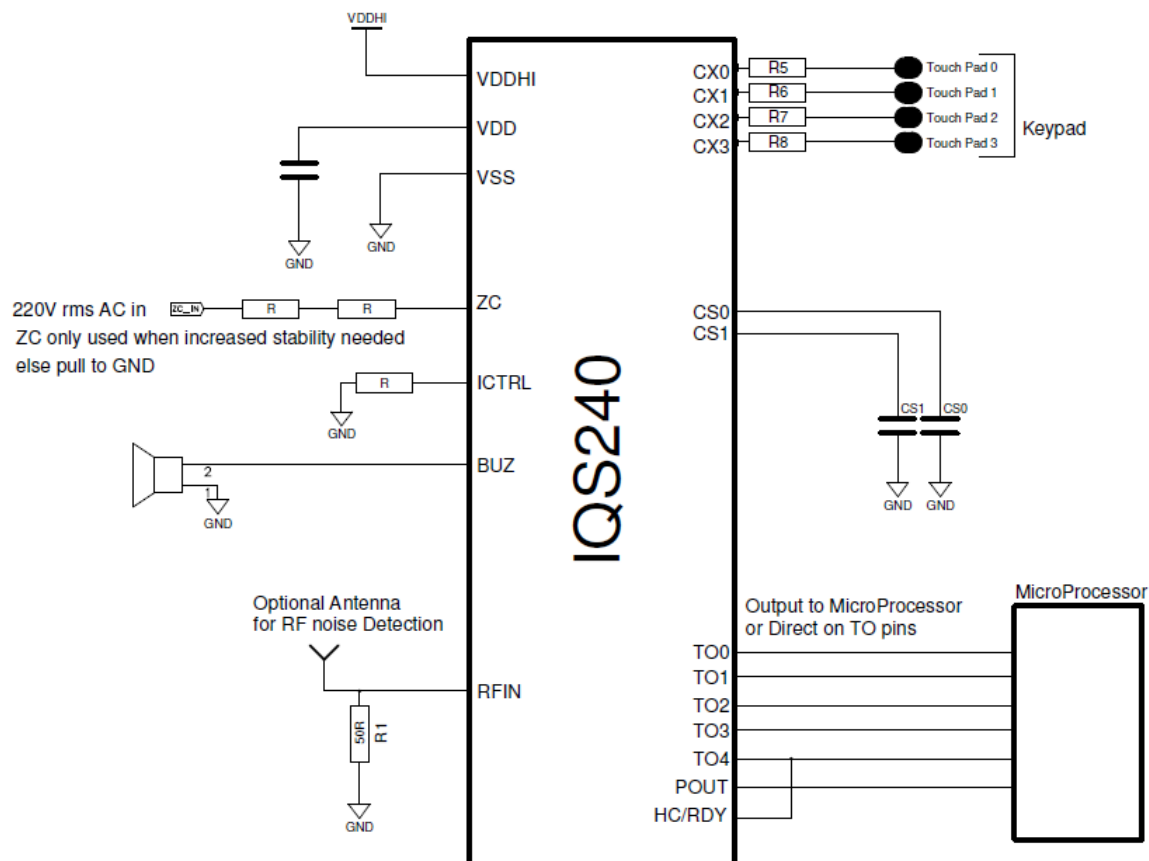 VDDHI
VDDHI
VDD
VSS
GND
GND
220V rms AC in
ZC_IN
R
R
ZC
ZC only used when increased stability needed
else pull to GND
R
ICTRL
GND
2
1
BUZ
GND
Optional Antenna
for RF noise Detection
RFIN
50R
R1
GND
IQS240
CX0
R5
Touch Pad 0
CX1
R6
Touch Pad 1
CX2
R7
Touch Pad 2
CX3
R8
Touch Pad 3
Keypad
CS0
CS1
CS1
CS0
GND
GND
MicroProcessor
Output to MicroProcessor
or Direct on TO pins
TO0
TO1
TO2
TO3
TO4
POUT
HC/RDY